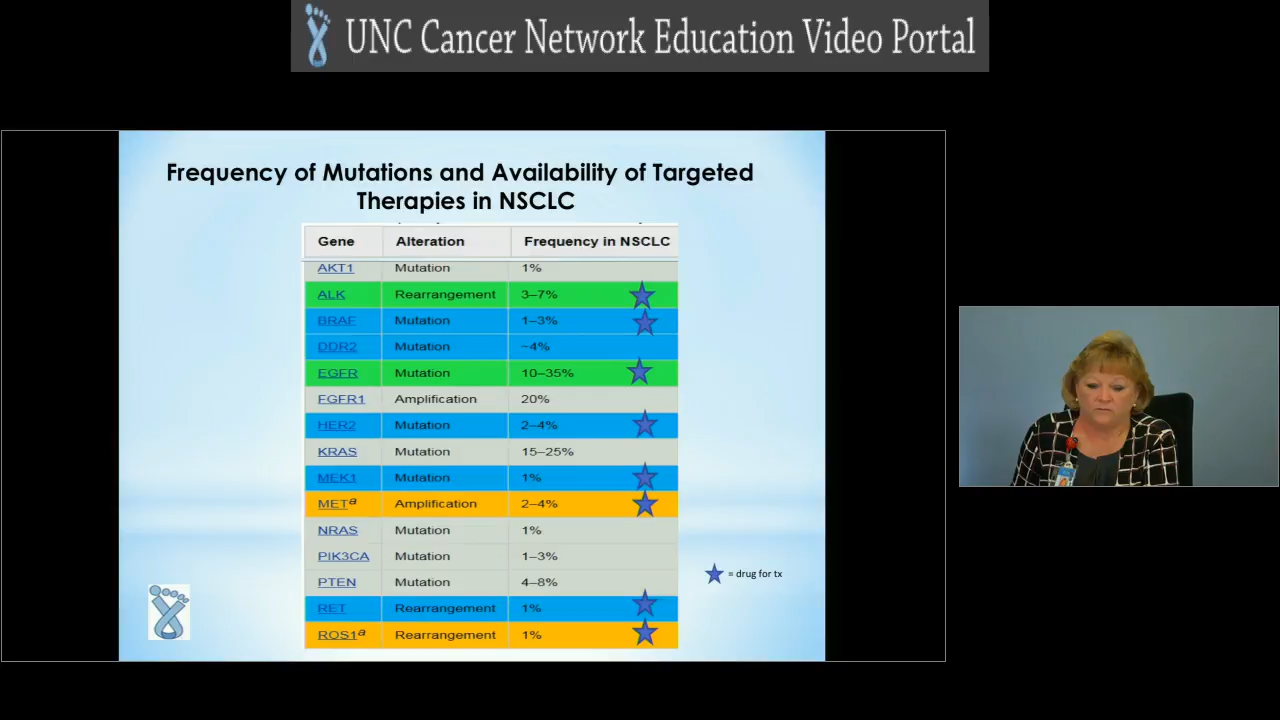 UNC Cancer Network Education Video Portal
Frequency of Mutations and Availability of Targeted
Therapies in NSCLC
Gene Alteration Frequency in NSCLC
AKT1 Mutation 1%
ALK Rearrangement 3–7%
BRAF Mutation 1–3%
DDR2 Mutation ~4%
EGFR Mutation 10–35%
FGFR1 Amplification 20%
HER2 Mutation 2–4%
KRAS Mutation 15–25%
MEK1 Mutation 1%
METa Amplification 2–4%
NRAS Mutation 1%
PIK3CA Mutation 1–3%
PTEN Mutation 4–8%
RET Rearrangement 1%
ROS1a Rearrangement 1%
= drug for tx